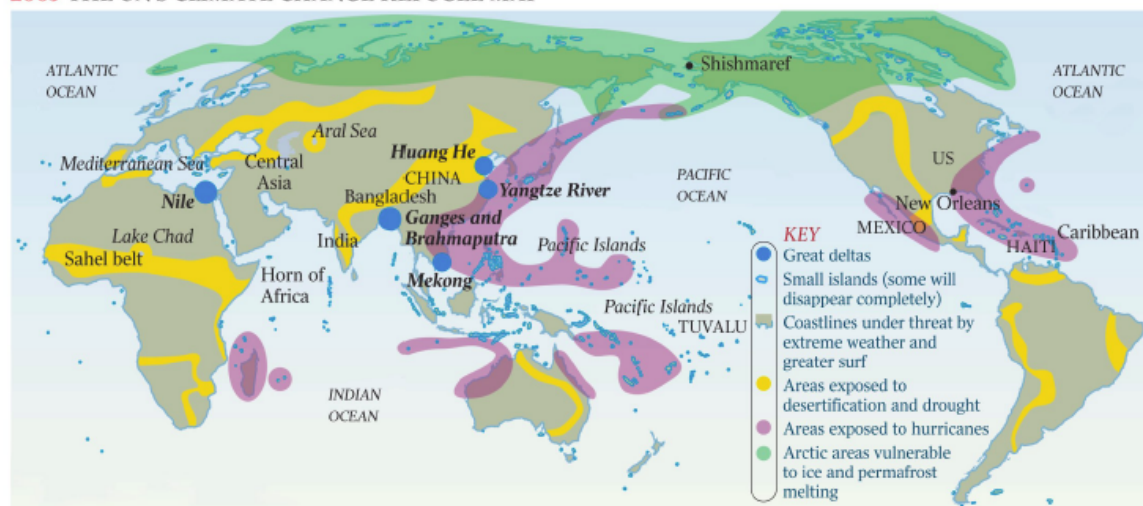 ATLANTIC
OCEAN
Shishmaref
ATLANTIC
OCEAN
Aral Sea
Mediterranean Sea
Central
Asia
Huang He
CHINA
Nile
Bangladesh
Yangtze River
PACIFIC
OCEAN
US
New Orleans
Lake Chad
India
Ganges and
Brahmaputra
Pacific Islands
MEXICO
HAITI
Caribbean
Sahel belt
Horn of
Africa
Mekong
Pacific Islands
TUVALU
INDIAN
OCEAN
KEY
Great deltas
Small islands (some will
disappear completely)
Coastlines under threat by
extreme weather and
greater surf
Areas exposed to
desertification and drought
Areas exposed to hurricanes
Arctic areas vulnerable
to ice and permafrost
melting